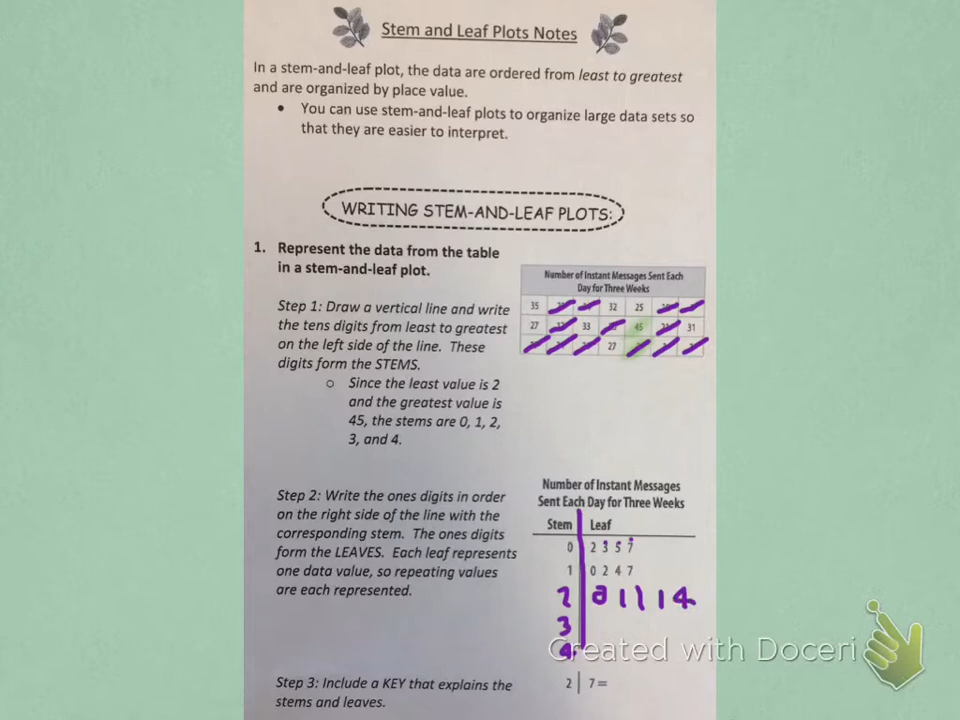 Stem and Leaf Plots Notes
In a stem-and-leaf plot, the data are ordered from least to greatest
and are organized by place value.
• You can use stem-and-leaf plots to organize large data sets so
that they are easier to interpret.
WRITING STEM-AND-LEAF PLOTS:
1. Represent the data from the table
in a stem-and-leaf plot.
Step 1: Draw a vertical line and write
the tens digits from least to greatest
on the left side of the line. These
digits form the STEMS.
o Since the least value is 2
and the greatest value is
45, the stems are 0, 1, 2,
3, and 4.
Number of Instant Messages Sent Each
Day for Three Weeks
35 32 25
27 33 45 31
27
Step 2: Write the ones digits in order
on the right side of the line with the
corresponding stem. The ones digits
form the LEAVES. Each leaf represents
one data value, so repeating values
are each represented.
Number of Instant Messages
Sent Each Day for Three Weeks
Stem Leaf
0 2 3 5 7
1 0 2 4 7
2 0 1 1 1 4
3
4
Step 3: Include a KEY that explains the
stems and leaves.
2 | 7 =
Created with Doceri